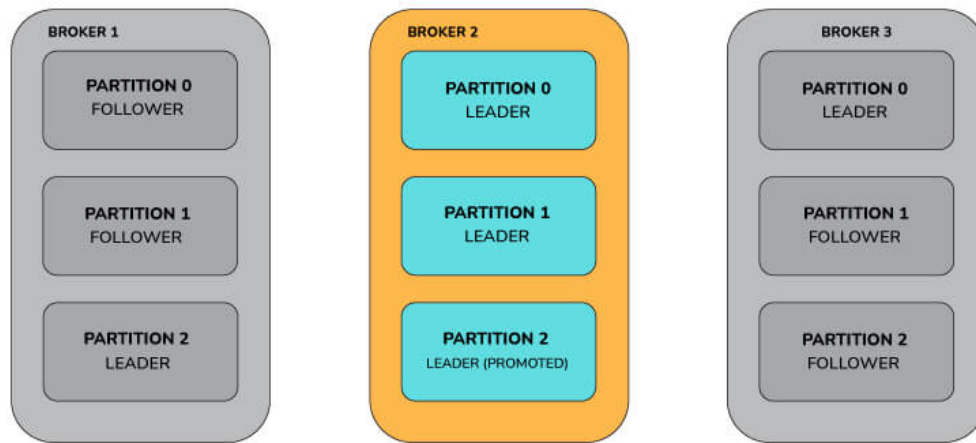 BROKER 1
PARTITION 0
FOLLOWER
PARTITION 1
FOLLOWER
PARTITION 2
LEADER
BROKER 2
PARTITION 0
LEADER
PARTITION 1
LEADER
PARTITION 2
LEADER (PROMOTED)
BROKER 3
PARTITION 0
LEADER
PARTITION 1
FOLLOWER
PARTITION 2
FOLLOWER